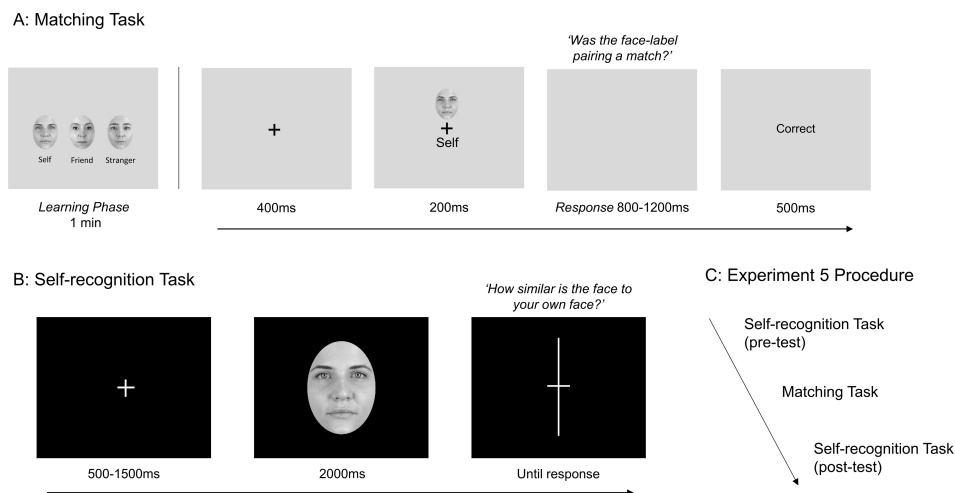 A: Matching Task
‘Was the face-label
pairing a match?’
Self Friend Stranger
Self
Correct
Learning Phase
1 min
400ms
200ms
Response 800-1200ms
500ms
B: Self-recognition Task
‘How similar is the face to
your own face?’
500-1500ms
2000ms
Until response
C: Experiment 5 Procedure
Self-recognition Task
(pre-test)
Matching Task
Self-recognition Task
(post-test)